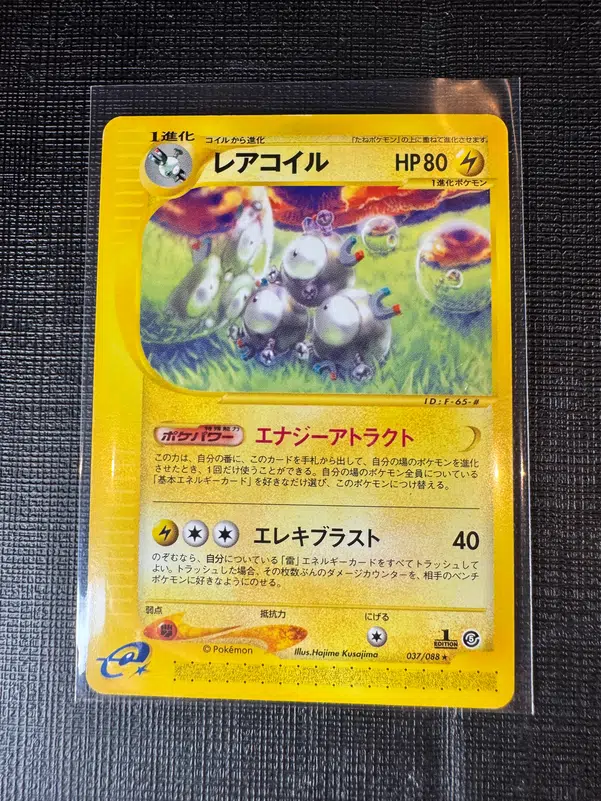 1進化
コイルから進化
「たねポケモン」の上に重ねて進化させます。
レアコイル HP80
1進化ポケモン
ID:F-65-#
ポケパワー 特殊能力 エナジーアトラクト
この力は、自分の番に、このカードを手札から出して、自分の場のポケモンを進化
させたとき、1回だけ使うことができる。自分の場のポケモン全員についている
「基本エネルギーカード」を好きなだけ選び、このポケモンにつけ替える。
エレキブラスト 40
のぞむなら、自分についている「雷」エネルギーカードをすべてトラッシュして
よい。トラッシュした場合、その枚数ぶんのダメージカウンターを、相手のベンチ
ポケモンに好きなようにのせる。
弱点 抵抗力 にげる
1 EDITION
© Pokémon Illus.Hajime Kusajima 037/088 ★
e